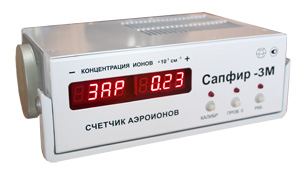 − КОНЦЕНТРАЦИЯ ИОНОВ ·10³ см⁻³ +
ЗАР 0.23
Сапфир -3М
СЧЕТЧИК АЭРОИОНОВ
КАЛИБР